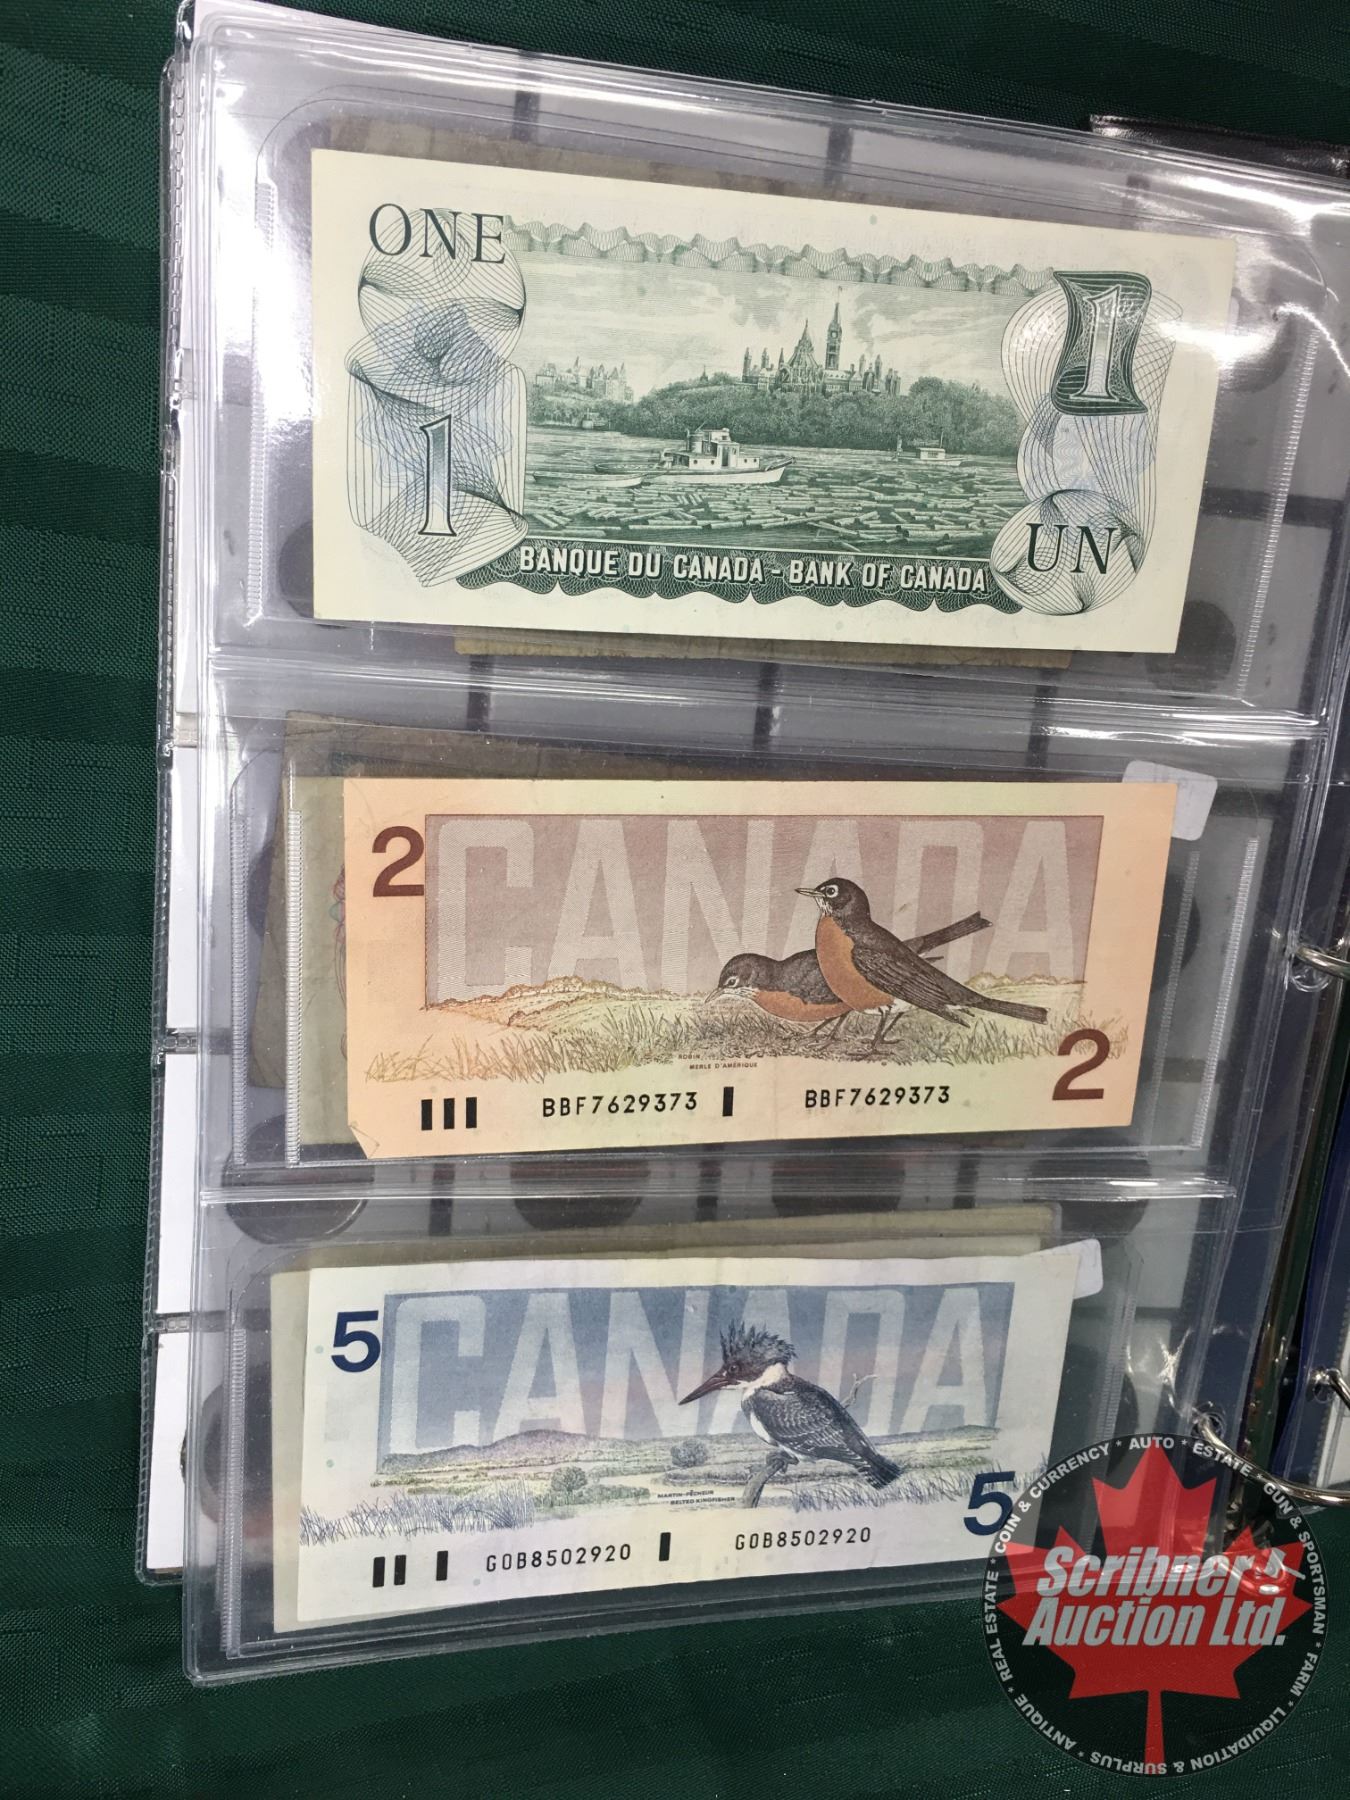 ONE
1
1
UN
BANQUE DU CANADA - BANK OF CANADA
2
CANADA
ROBIN
MERLE D'AMÉRIQUE
2
BBF7629373
BBF7629373
5
CANADA
MARTIN-PÊCHEUR
BELTED KINGFISHER
5
GOB8502920
GOB8502920
REAL ESTATE * COIN & CURRENCY * AUTO * ESTATE * GUN & SPORTSMAN * FARM * LIQUIDATION & SURPLUS * ANTIQUE *
Scribner
Auction Ltd.